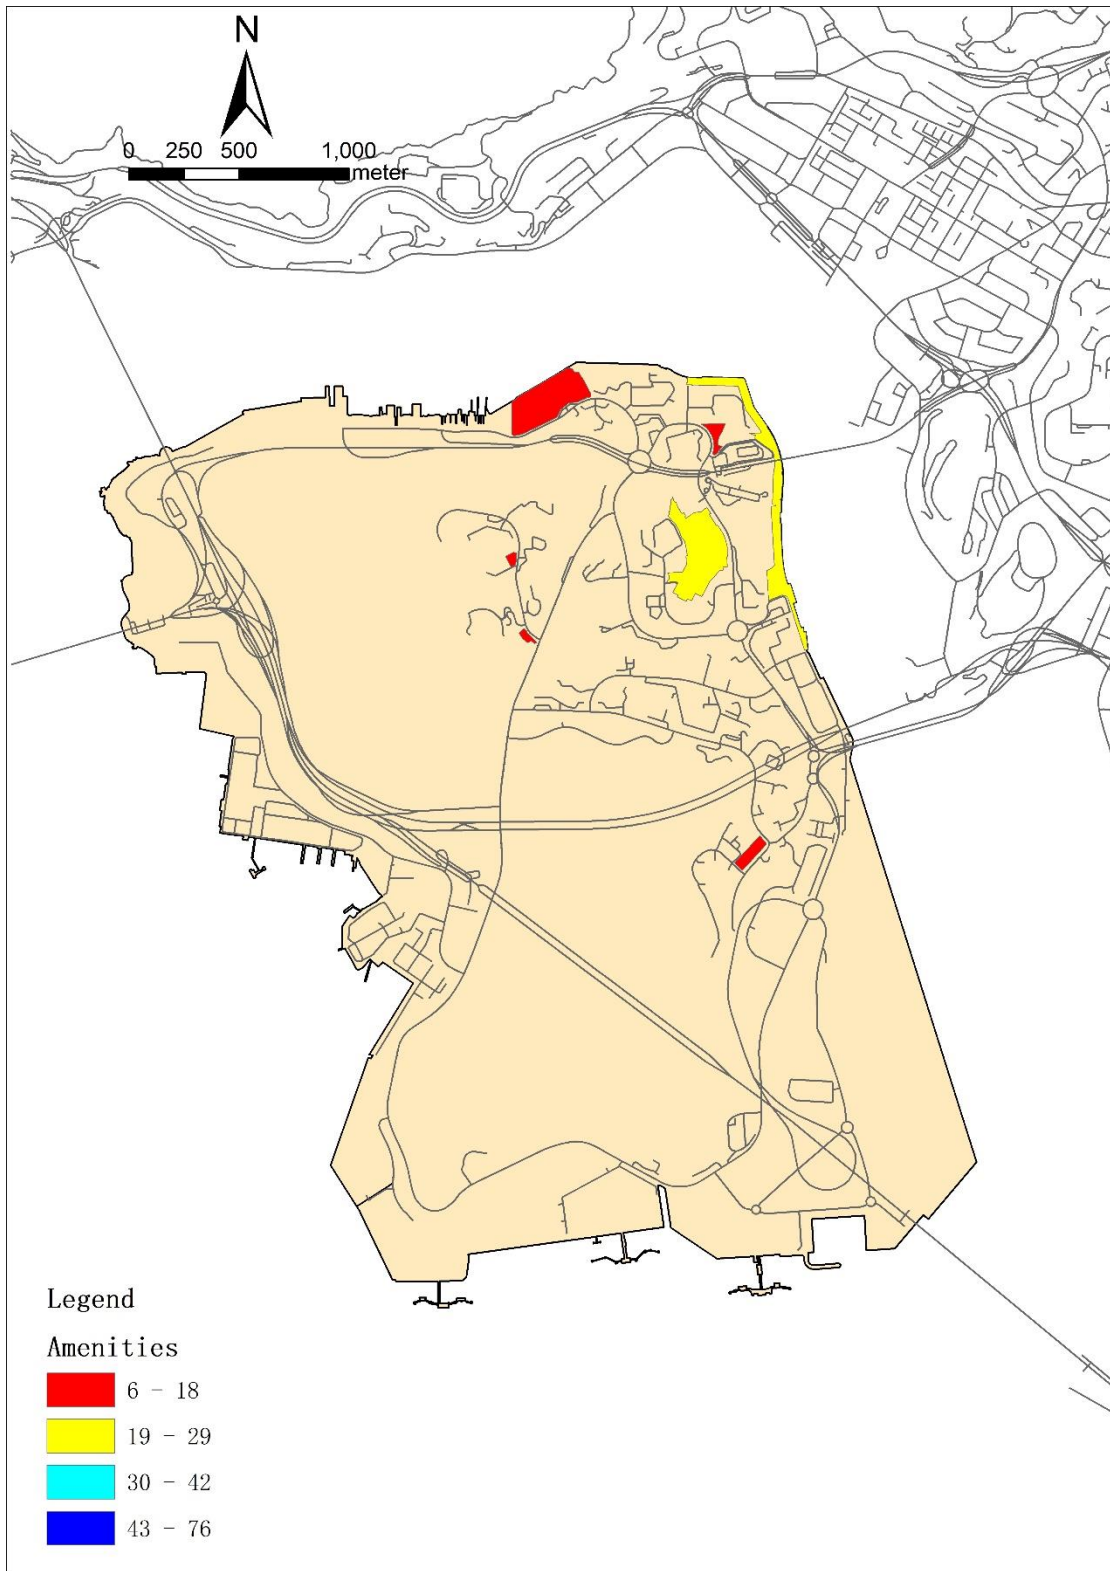 N
0 250 500 1,000
meter
Legend
Amenities
6 - 18
19 - 29
30 - 42
43 - 76